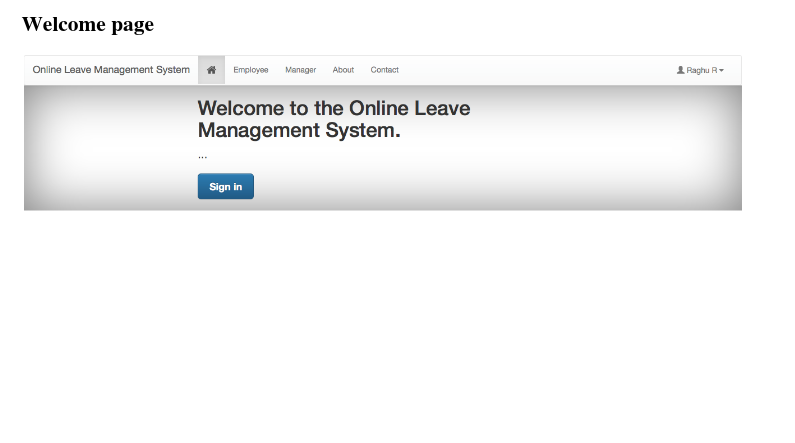 Welcome page
Online Leave Management System Employee Manager About Contact Raghu R
Welcome to the Online Leave
Management System.
...
Sign in